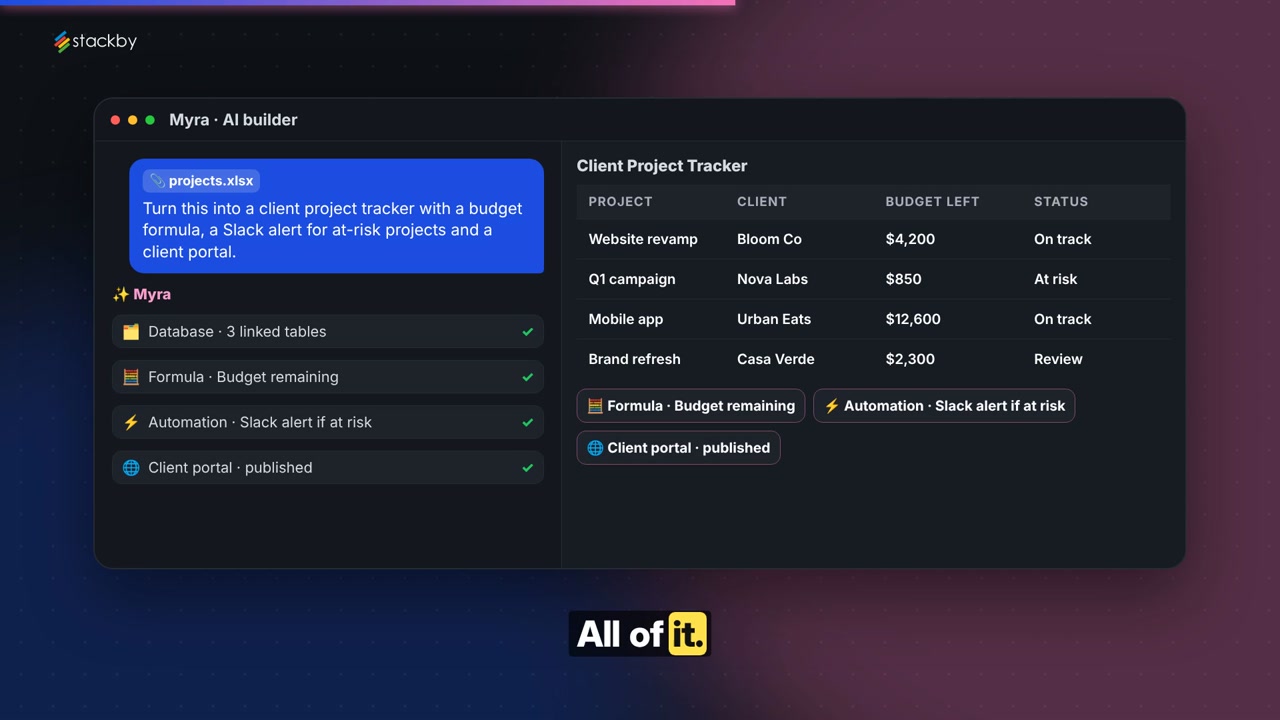 stackby
Myra · AI builder
projects.xlsx
Turn this into a client project tracker with a budget
formula, a Slack alert for at-risk projects and a
client portal.
Myra
Database · 3 linked tables
Formula · Budget remaining
Automation · Slack alert if at risk
Client portal · published
Client Project Tracker
PROJECT CLIENT BUDGET LEFT STATUS
Website revamp Bloom Co $4,200 On track
Q1 campaign Nova Labs $850 At risk
Mobile app Urban Eats $12,600 On track
Brand refresh Casa Verde $2,300 Review
Formula · Budget remaining
Automation · Slack alert if at risk
Client portal · published
All of it.